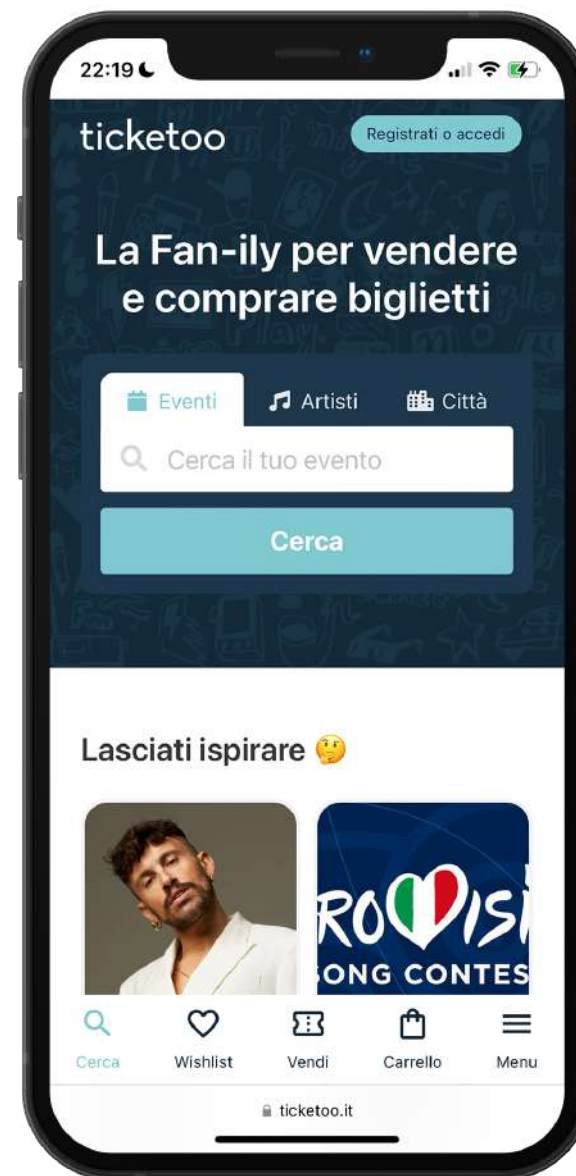 22:19
ticketoo
Registrati o accedi
La Fan-ily per vendere
e comprare biglietti
Eventi
Artisti
Città
Cerca il tuo evento
Cerca
Lasciati ispirare 🤔
ROVISI
SONG CONTES
Cerca
Wishlist
Vendi
Carrello
Menu
ticketoo.it